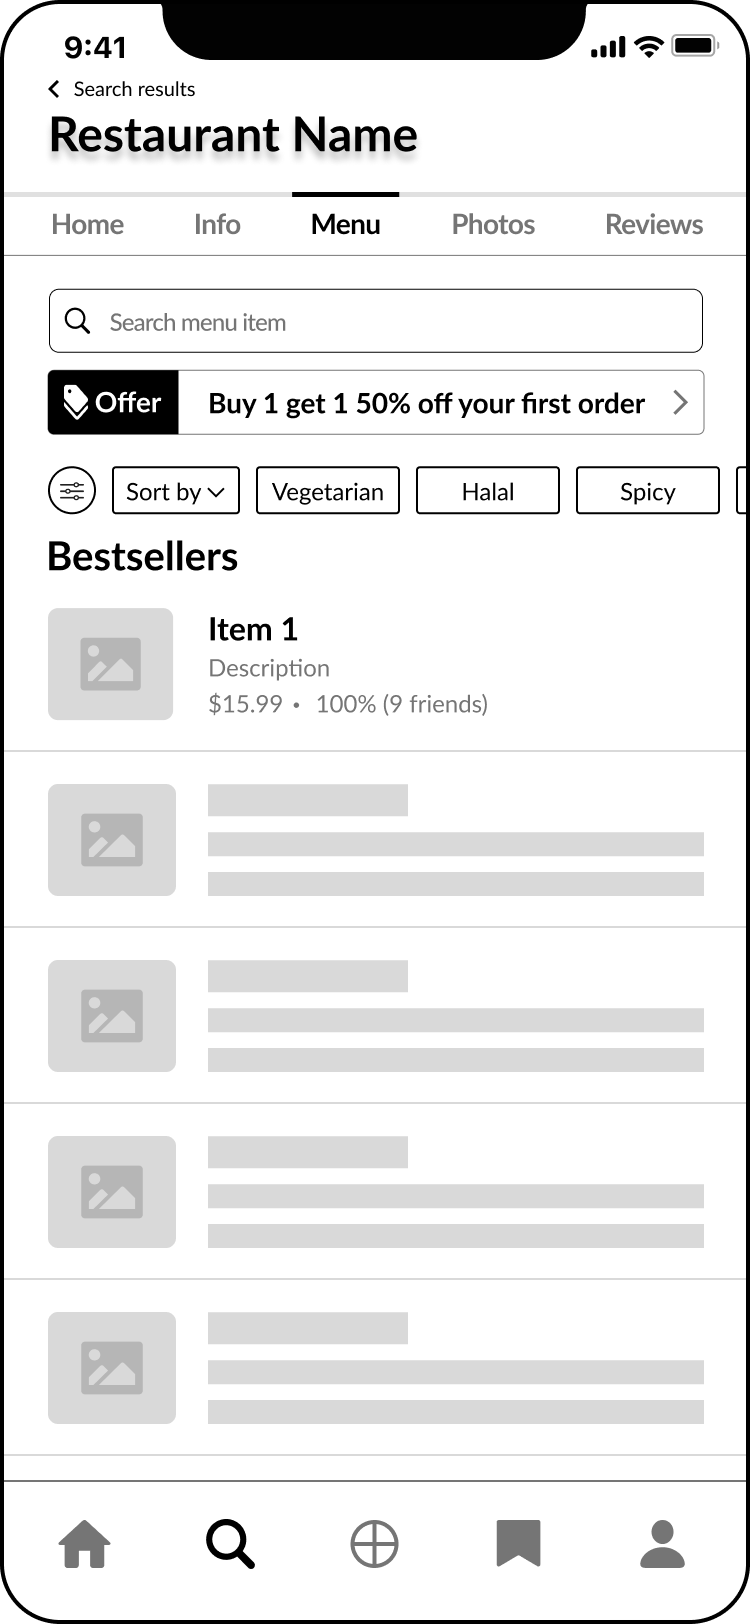 9:41
Search results
Restaurant Name
Home Info Menu Photos Reviews
Search menu item
Offer Buy 1 get 1 50% off your first order
Sort by Vegetarian Halal Spicy
Bestsellers
Item 1
Description
$15.99 • 100% (9 friends)